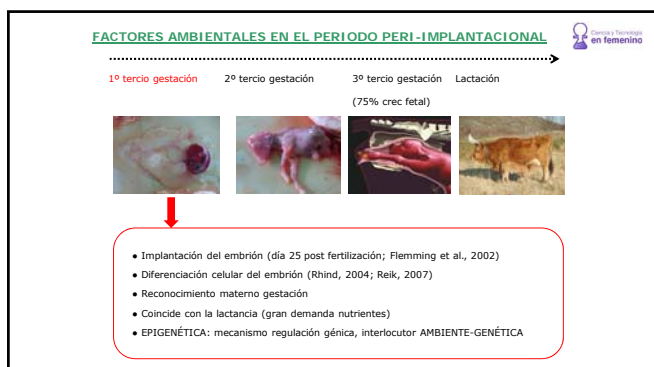 FACTORES AMBIENTALES EN EL PERIODO PERI-IMPLANTACIONAL
Ciencia y Tecnología
en femenino
1º tercio gestación 2º tercio gestación 3º tercio gestación Lactación
(75% crec fetal)
• Implantación del embrión (día 25 post fertilización; Flemming et al., 2002)
• Diferenciación celular del embrión (Rhind, 2004; Reik, 2007)
• Reconocimiento materno gestación
• Coincide con la lactancia (gran demanda nutrientes)
• EPIGENÉTICA: mecanismo regulación génica, interlocutor AMBIENTE-GENÉTICA